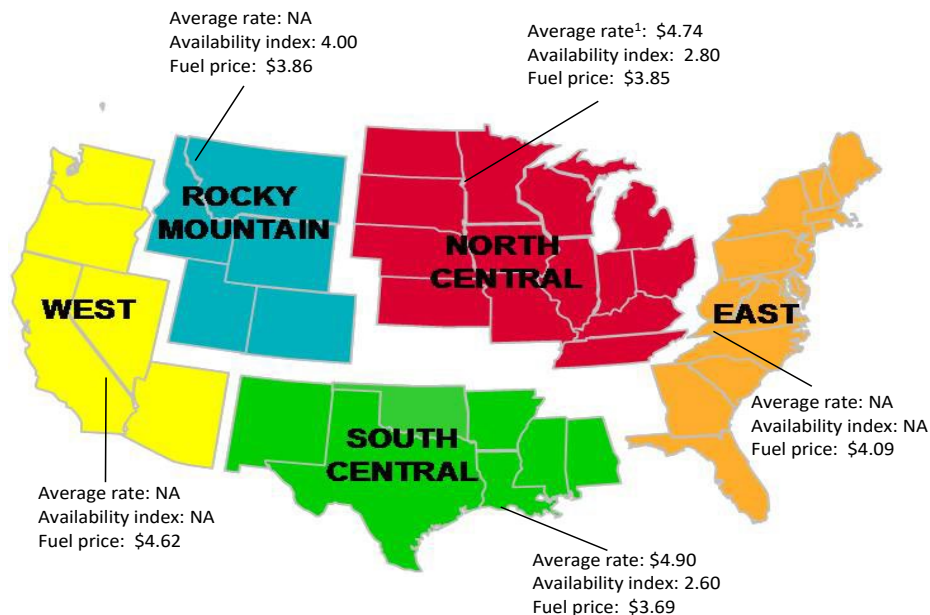 Average rate: NA
Availability index: 4.00
Fuel price:  $3.86
Average rate¹:  $4.74
Availability index:  2.80
Fuel price:  $3.85
ROCKY
MOUNTAIN
NORTH
CENTRAL
WEST
EAST
SOUTH
CENTRAL
Average rate: NA
Availability index: NA
Fuel price:  $4.09
Average rate: NA
Availability index: NA
Fuel price:  $4.62
Average rate: $4.90
Availability index: 2.60
Fuel price:  $3.69